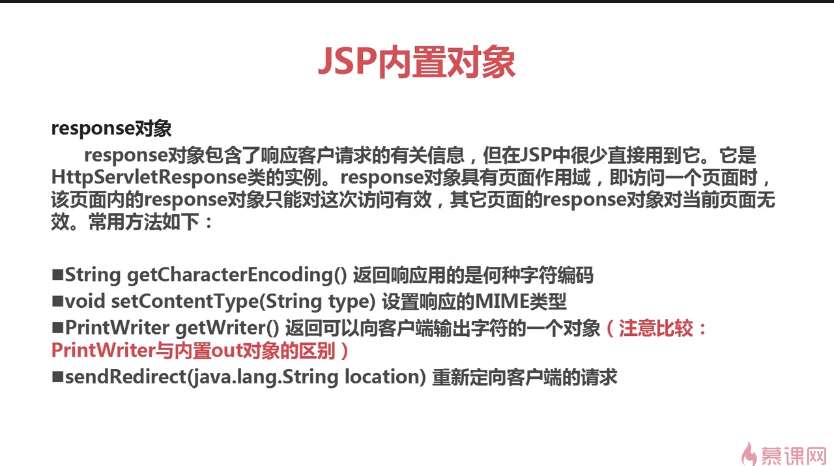 JSP内置对象
response对象
response对象包含了响应客户请求的有关信息，但在JSP中很少直接用到它。它是
HttpServletResponse类的实例。response对象具有页面作用域，即访问一个页面时，
该页面内的response对象只能对这次访问有效，其它页面的response对象对当前页面无
效。常用方法如下：
■String getCharacterEncoding() 返回响应用的是何种字符编码
■void setContentType(String type) 设置响应的MIME类型
■PrintWriter getWriter() 返回可以向客户端输出字符的一个对象（注意比较：
PrintWriter与内置out对象的区别）
■sendRedirect(java.lang.String location) 重新定向客户端的请求
慕课网